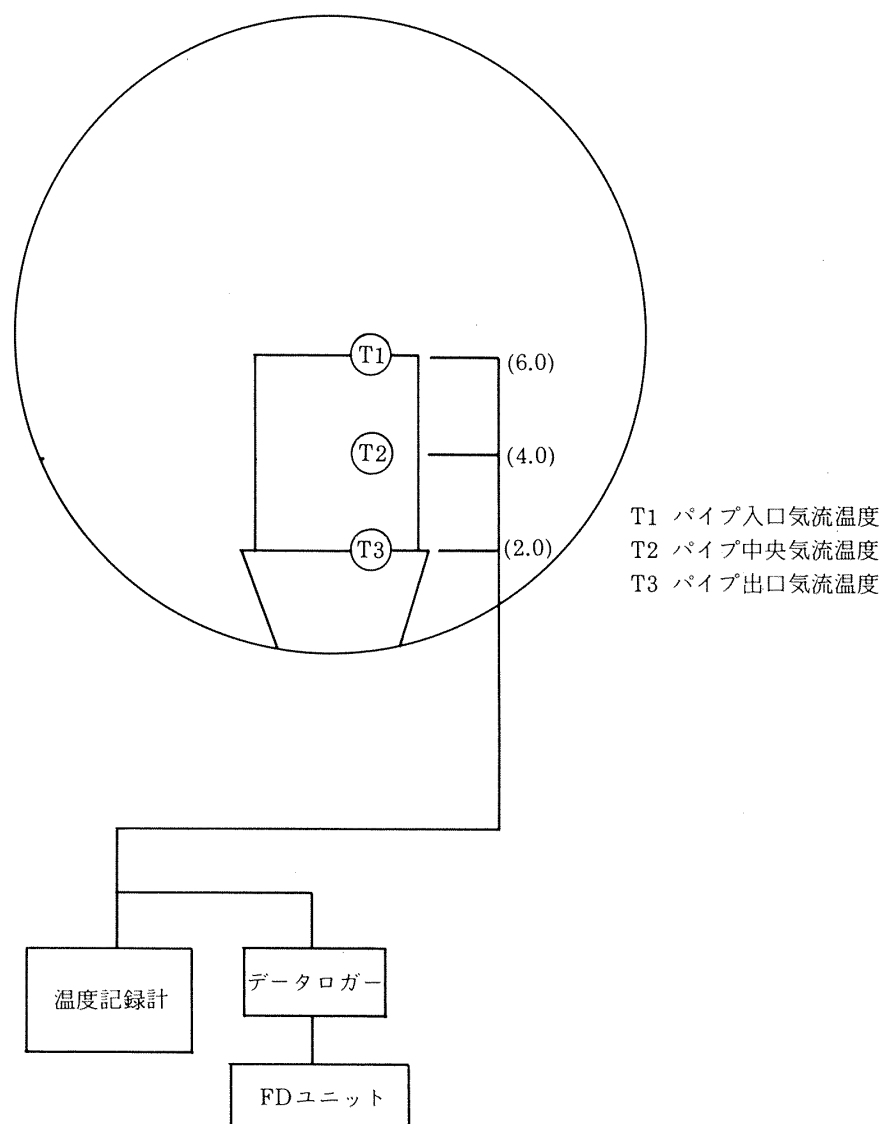 T1
(6.0)
T2
(4.0)
T3
(2.0)
T1 パイプ入口気流温度
T2 パイプ中央気流温度
T3 パイプ出口気流温度
温度記録計
データロガー
FDユニット